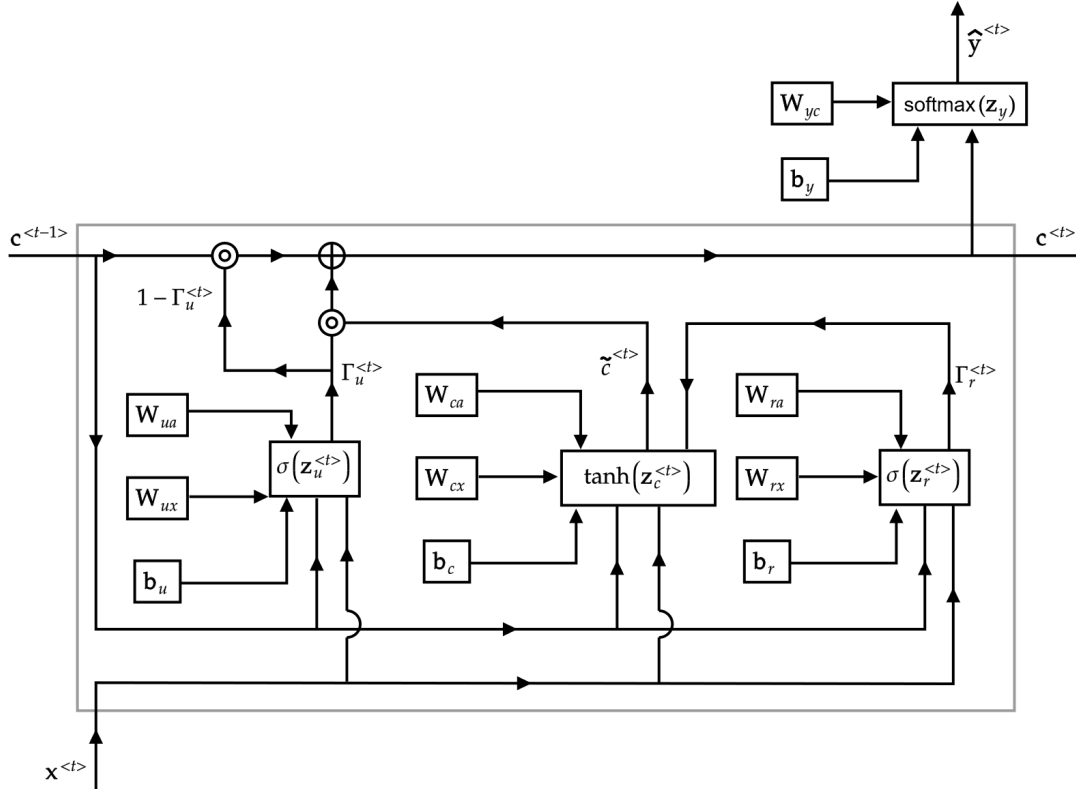 ŷ<t>
W_yc
softmax(z_y)
b_y
c<t−1>
c<t>
1 − Γ_u<t>
Γ_u<t>
c̃<t>
Γ_r<t>
W_ua
W_ca
W_ra
σ(z_u<t>)
tanh(z_c<t>)
σ(z_r<t>)
W_ux
W_cx
W_rx
b_u
b_c
b_r
x<t>